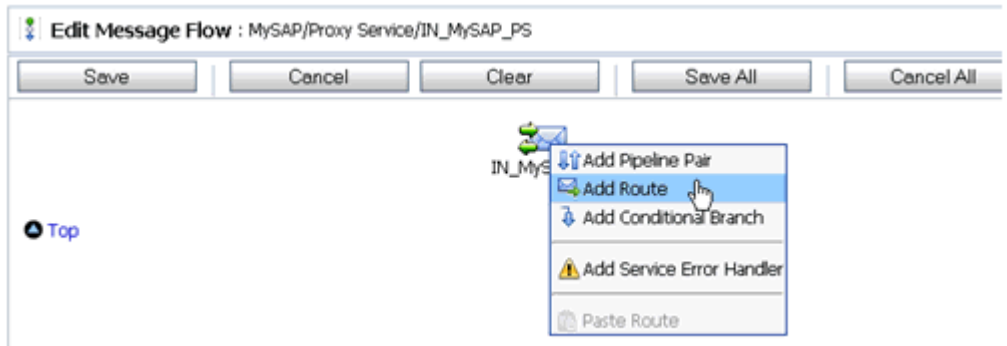 Edit Message Flow : MySAP/Proxy Service/IN_MySAP_PS
Save Cancel Clear Save All Cancel All
IN_MyS
Add Pipeline Pair
Add Route
Add Conditional Branch
Top
Add Service Error Handler
Paste Route